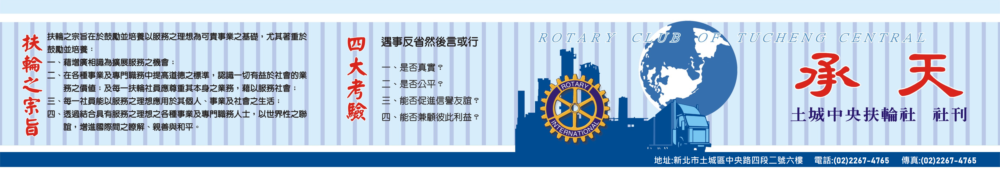 扶輪之宗旨
扶輪之宗旨在於鼓勵並培養以服務之理想為可貴事業之基礎，尤其著重於
鼓勵並培養：
一、藉增廣相識為擴展服務之機會；
二、在各種事業及專門職務中提高道德之標準，認識一切有益於社會的業
務之價值；及每一扶輪社員應尊重其本身之業務，藉以服務社會；
三、每一社員能以服務之理想應用於其個人、事業及社會之生活；
四、透過結合具有服務之理想之各種事業及專門職務人士，以世界性之聯
誼，增進國際間之瞭解、親善與和平。
四大考驗
遇事反省然後言或行
一、是否真實？
二、是否公平？
三、能否促進信譽友誼？
四、能否兼顧彼此利益？
ROTARY CLUB OF TUCHENG CENTRAL
ROTARY
INTERNATIONAL
承天
土城中央扶輪社 社刊
地址:新北市土城區中央路四段二號六樓 電話:(02)2267-4765 傳真:(02)2267-4765